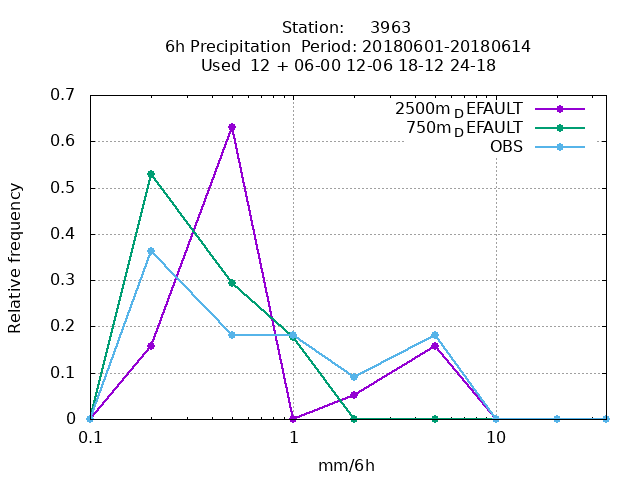 Station: 3963
6h Precipitation Period: 20180601-20180614
Used 12 + 06-00 12-06 18-12 24-18
0.7
0.6
0.5
0.4
0.3
0.2
0.1
0
Relative frequency
2500m_DEFAULT
750m_DEFAULT
OBS
0.1 1 10
mm/6h